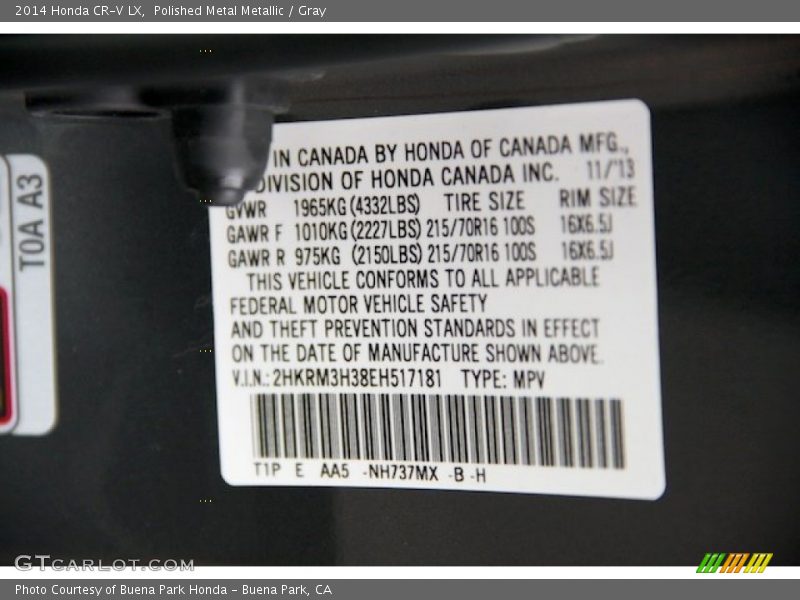 2014 Honda CR-V LX, Polished Metal Metallic / Gray
IN CANADA BY HONDA OF CANADA MFG.,
DIVISION OF HONDA CANADA INC. 11/'13
GVWR 1965KG(4332LBS) TIRE SIZE RIM SIZE
GAWR F 1010KG(2227LBS) 215/70R16 100S 16X6.5J
GAWR R 975KG (2150LBS) 215/70R16 100S 16X6.5J
THIS VEHICLE CONFORMS TO ALL APPLICABLE
FEDERAL MOTOR VEHICLE SAFETY
AND THEFT PREVENTION STANDARDS IN EFFECT
ON THE DATE OF MANUFACTURE SHOWN ABOVE.
V.I.N.: 2HKRM3H38EH517181 TYPE: MPV
T1P E AA5 -NH737MX -B -H
T0A A3
GTcarlot.com
Photo Courtesy of Buena Park Honda - Buena Park, CA